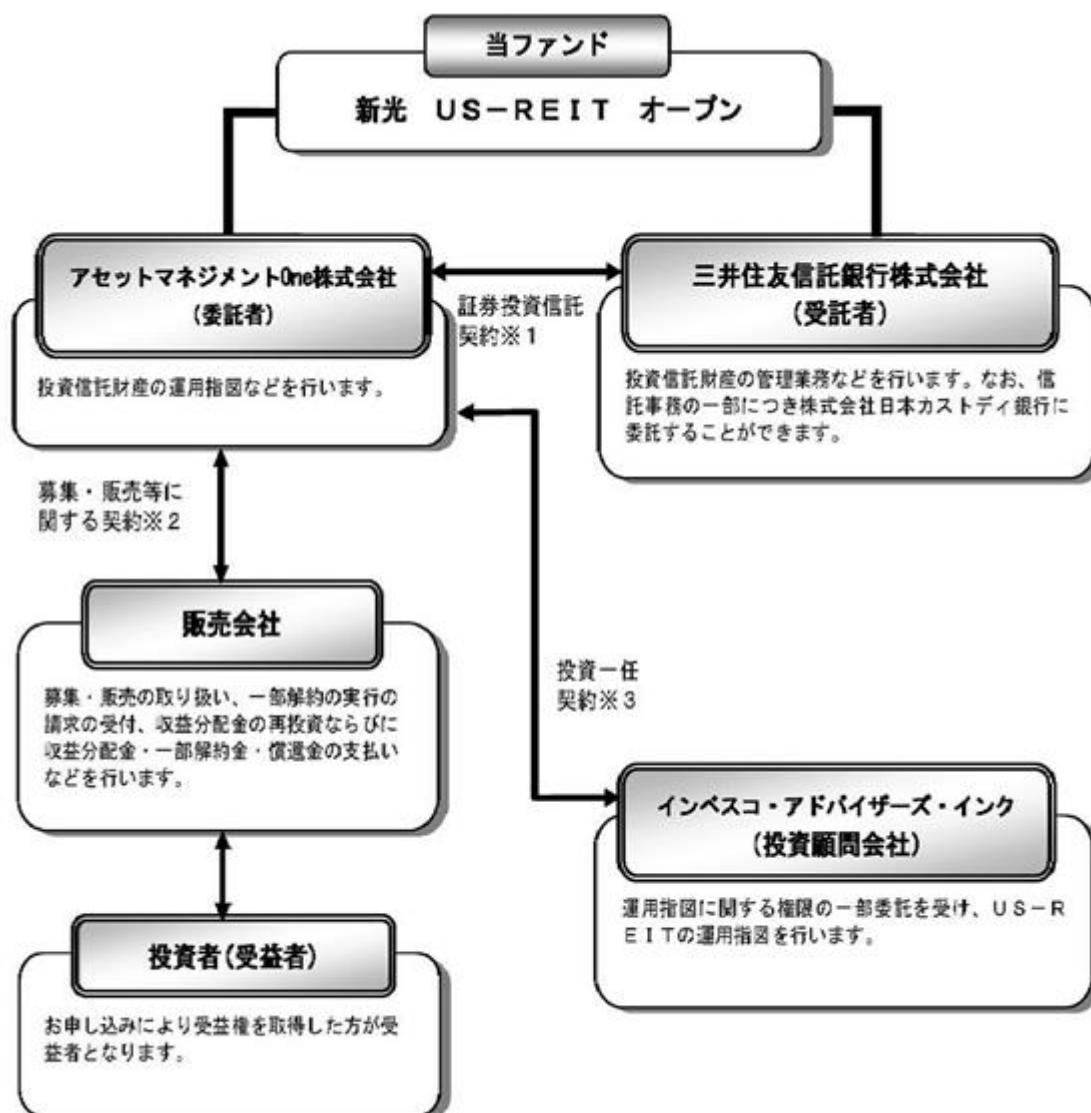 当ファンド
新光 US-REIT オープン
アセットマネジメントOne株式会社
(委託者)
投資信託財産の運用指図などを行います。
証券投資信託
契約※1
三井住友信託銀行株式会社
(受託者)
投資信託財産の管理業務などを行います。なお、信
託事務の一部につき株式会社日本カストディ銀行に
委託することができます。
募集・販売等に
関する契約※2
販売会社
募集・販売の取り扱い、一部解約の実行の
請求の受付、収益分配金の再投資ならびに
収益分配金・一部解約金・償還金の支払い
などを行います。
投資一任
契約※3
インベスコ・アドバイザーズ・インク
(投資顧問会社)
運用指図に関する権限の一部委託を受け、US-R
EITの運用指図を行います。
投資者(受益者)
お申し込みにより受益権を取得した方が受
益者となります。